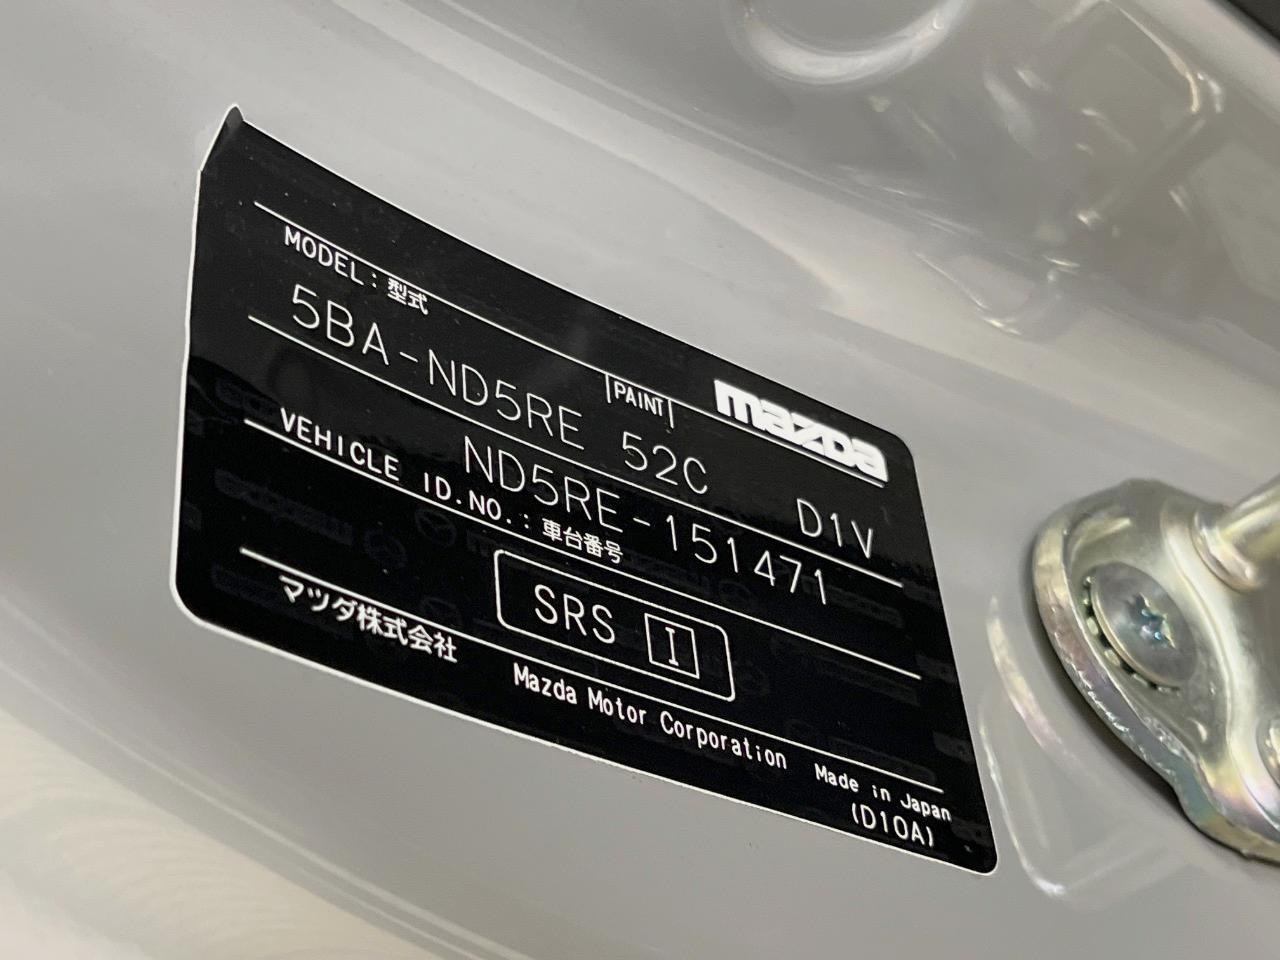 mazda
MODEL:型式 PAINT
5BA-ND5RE 52C D1V
ND5RE-151471
VEHICLE ID.NO.:車台番号
SRS I
マツダ株式会社 Mazda Motor Corporation Made in Japan
(D10A)